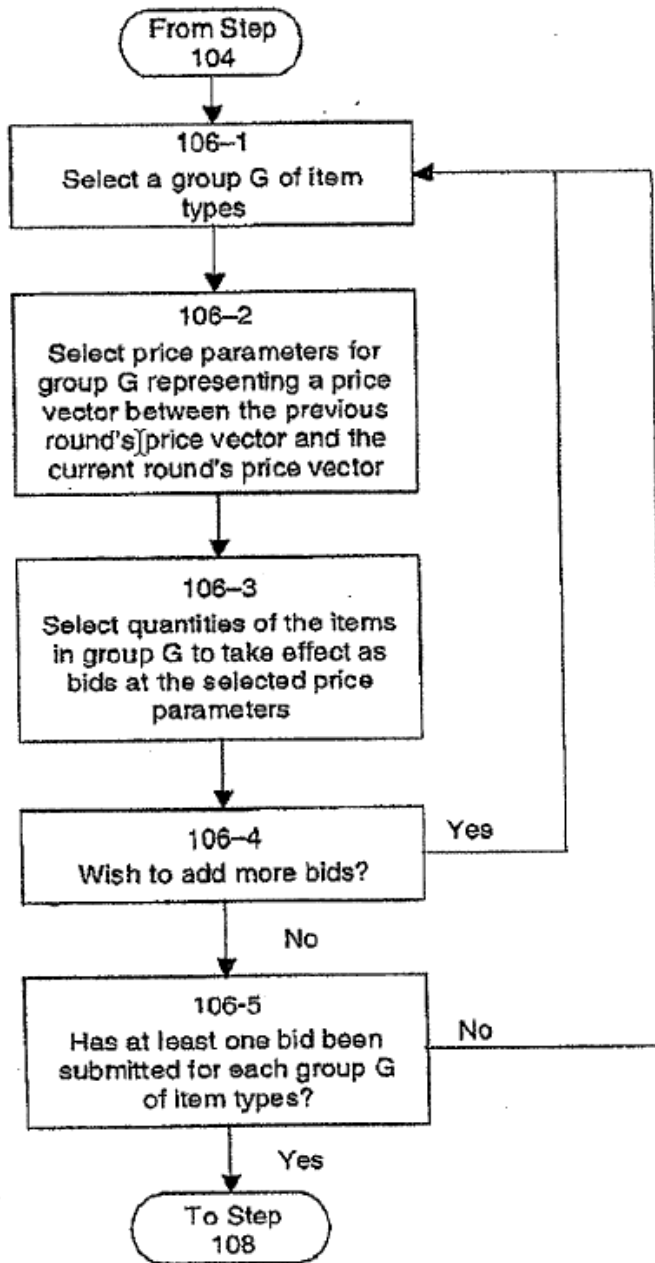 From Step
104
106–1
Select a group G of item
types
106–2
Select price parameters for
group G representing a price
vector between the previous
round's price vector and the
current round's price vector
106–3
Select quantities of the items
in group G to take effect as
bids at the selected price
parameters
106–4
Wish to add more bids?
Yes
No
106-5
Has at least one bid been
submitted for each group G
of item types?
No
Yes
To Step
108